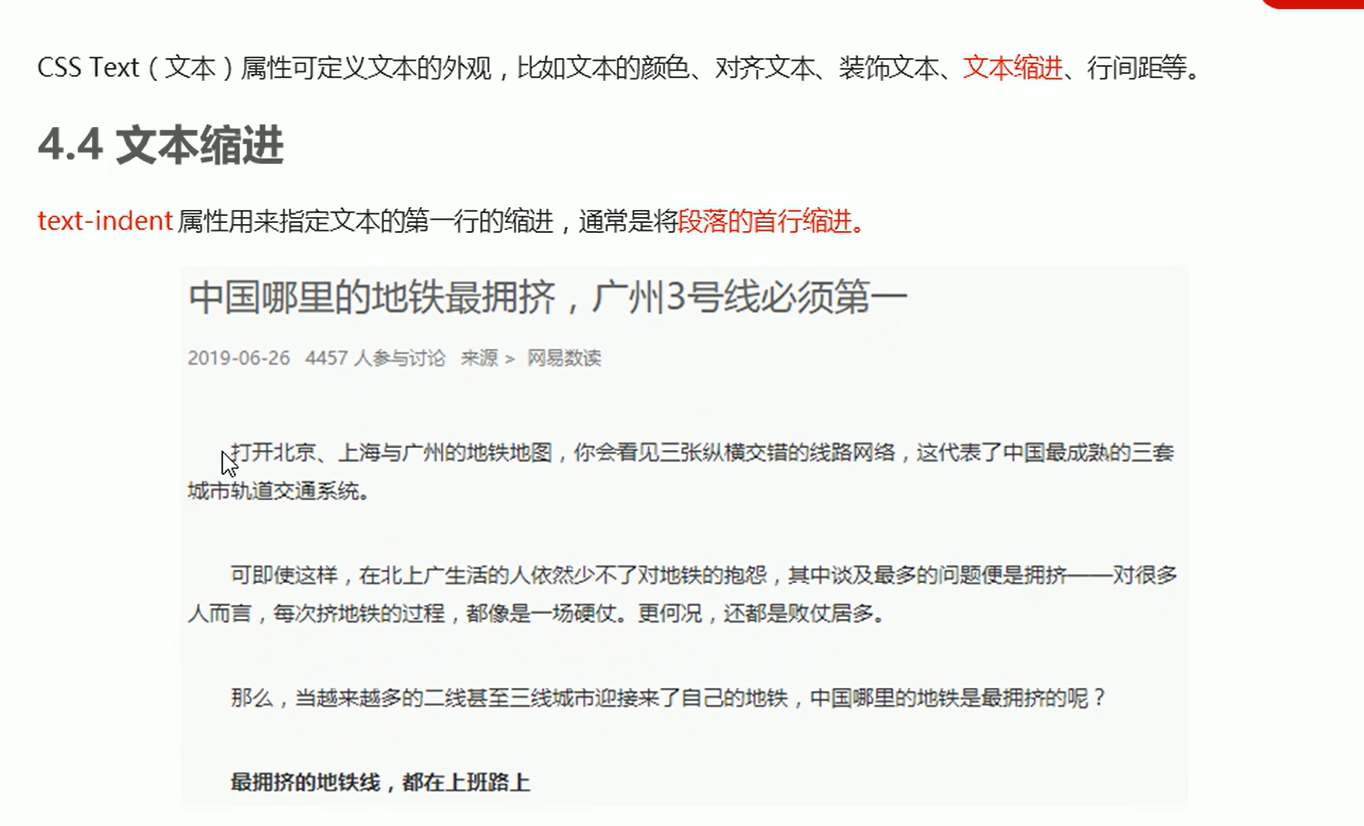 CSS Text（文本）属性可定义文本的外观，比如文本的颜色、对齐文本、装饰文本、文本缩进、行间距等。
4.4 文本缩进
text-indent 属性用来指定文本的第一行的缩进，通常是将段落的首行缩进。
中国哪里的地铁最拥挤，广州3号线必须第一
2019-06-26 4457 人参与讨论 来源 > 网易数读
打开北京、上海与广州的地铁地图，你会看见三张纵横交错的线路网络，这代表了中国最成熟的三套
城市轨道交通系统。
可即使这样，在北上广生活的人依然少不了对地铁的抱怨，其中谈及最多的问题便是拥挤——对很多
人而言，每次挤地铁的过程，都像是一场硬仗。更何况，还都是败仗居多。
那么，当越来越多的二线甚至三线城市迎接来了自己的地铁，中国哪里的地铁是最拥挤的呢？
最拥挤的地铁线，都在上班路上